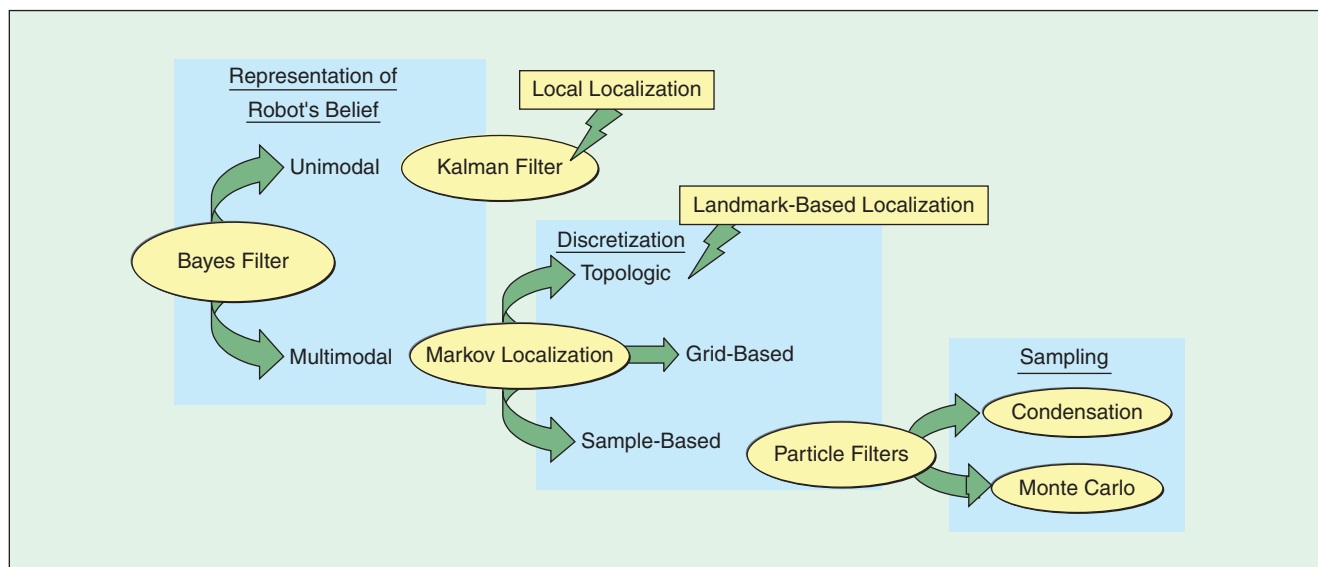 Representation of
Robot's Belief
Local Localization
Unimodal
Kalman Filter
Landmark-Based Localization
Bayes Filter
Discretization
Topologic
Multimodal
Markov Localization
Grid-Based
Sampling
Condensation
Sample-Based
Particle Filters
Monte Carlo